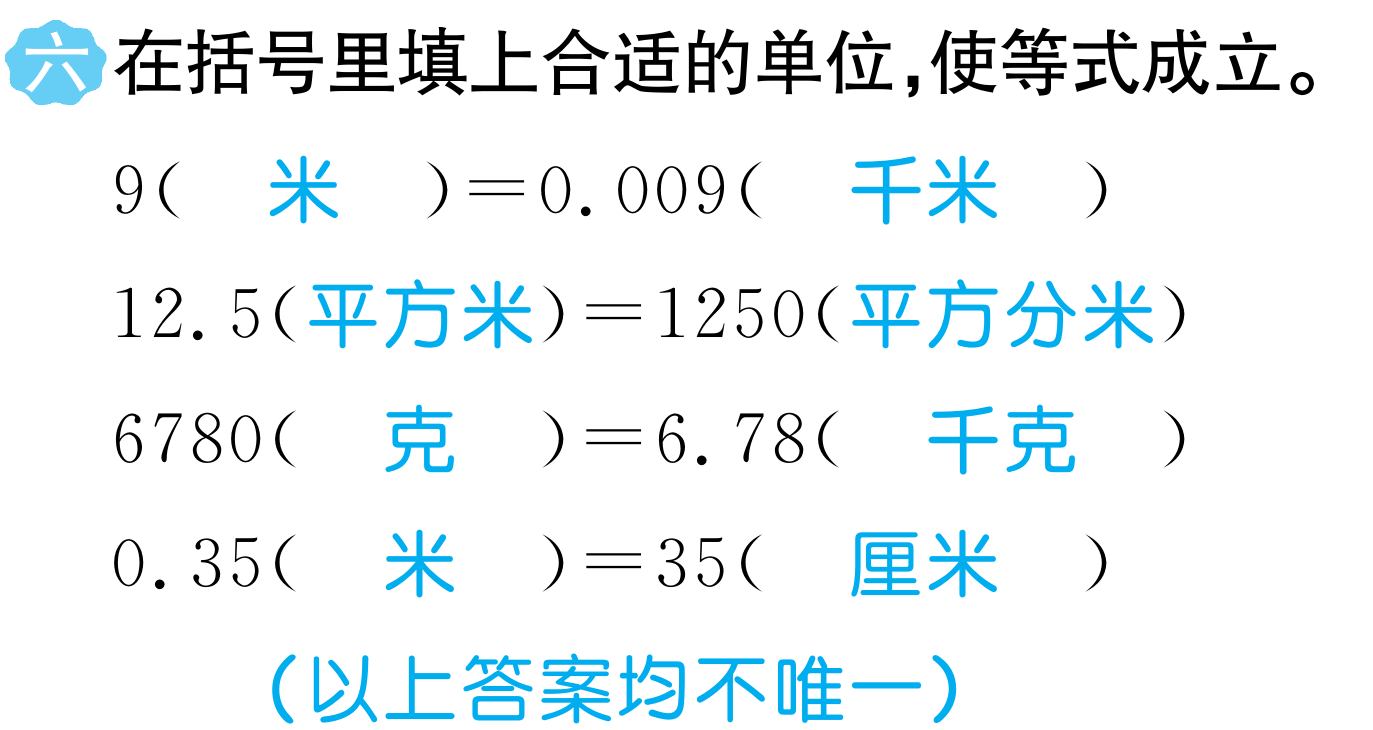 六 在括号里填上合适的单位,使等式成立。
9( 米 )=0.009( 千米 )
12.5(平方米)=1250(平方分米)
6780( 克 )=6.78( 千克 )
0.35( 米 )=35( 厘米 )
(以上答案均不唯一)